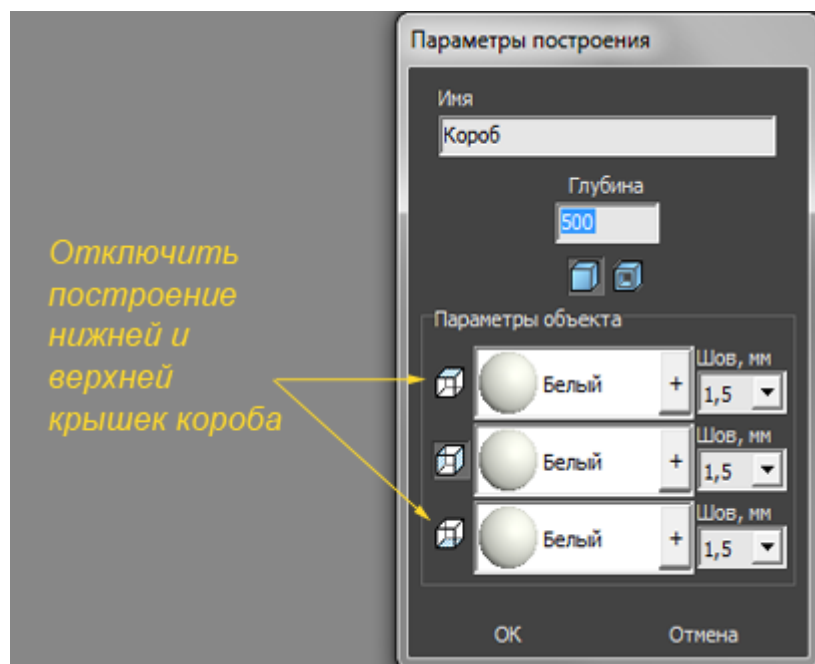 Параметры построения
Имя
Короб
Глубина
500
Отключить
построение
нижней и
верхней
крышек короба
Параметры объекта
Шов, мм
Белый + 1,5
Шов, мм
Белый + 1,5
Шов, мм
Белый + 1,5
ОК Отмена